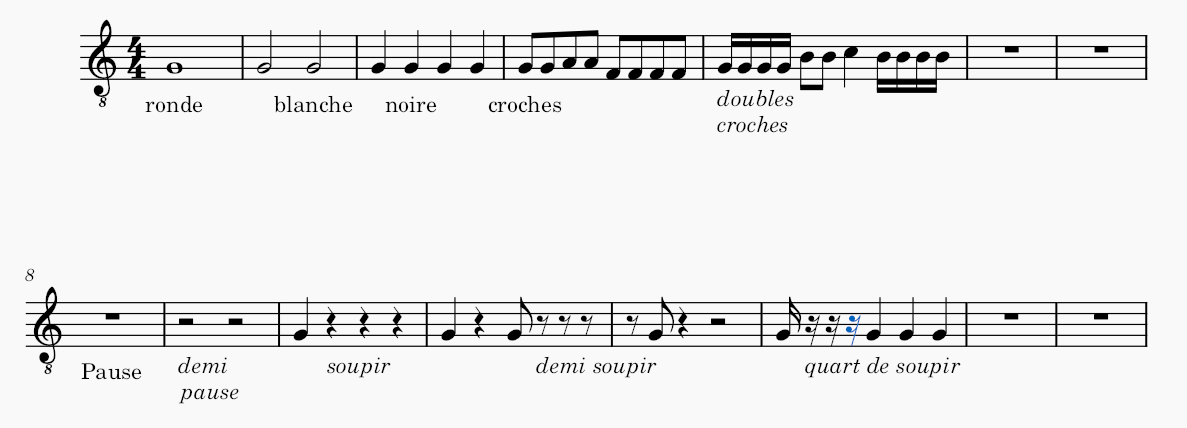 4
4
8
ronde blanche noire croches doubles
croches
8
8
Pause demi soupir demi soupir quart de soupir
pause